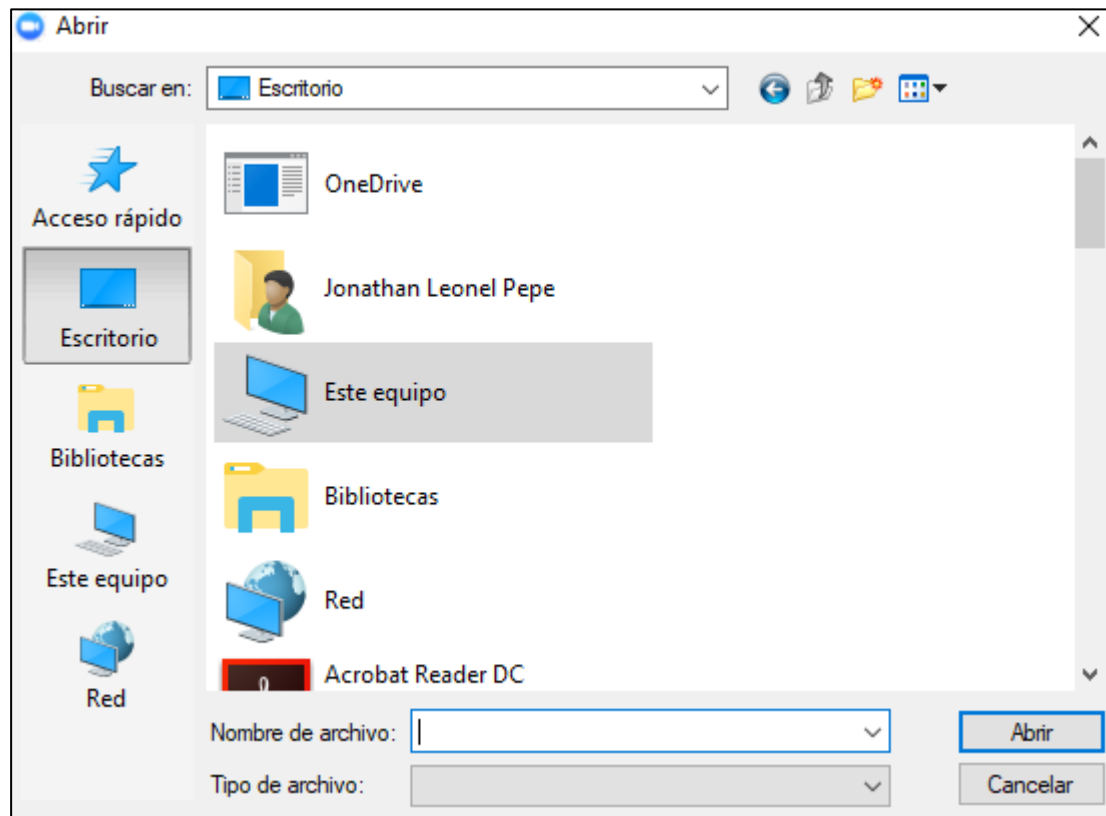 Abrir
Buscar en: Escritorio
Acceso rápido
Escritorio
Bibliotecas
Este equipo
Red
OneDrive
Jonathan Leonel Pepe
Este equipo
Bibliotecas
Red
Acrobat Reader DC
Nombre de archivo: Abrir
Tipo de archivo: Cancelar